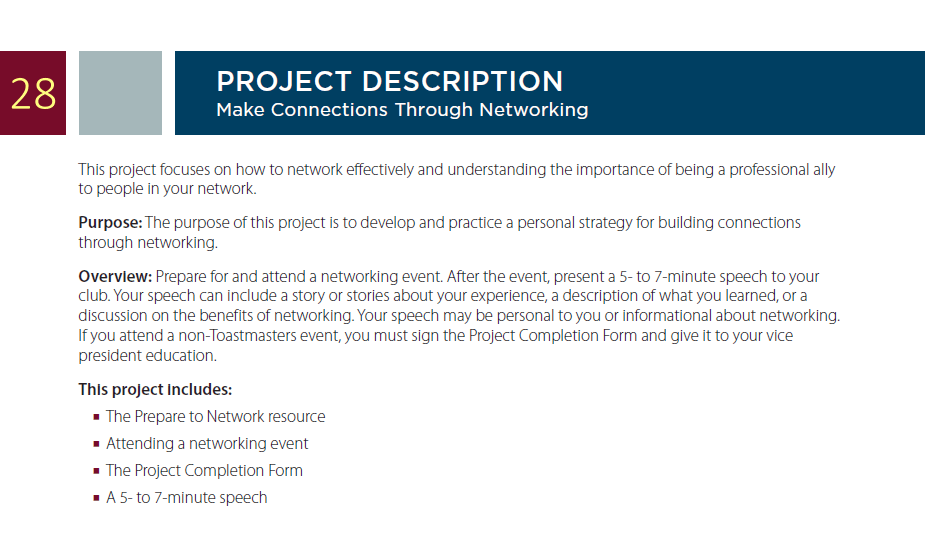 28
PROJECT DESCRIPTION
Make Connections Through Networking
This project focuses on how to network effectively and understanding the importance of being a professional ally
to people in your network.
Purpose: The purpose of this project is to develop and practice a personal strategy for building connections
through networking.
Overview: Prepare for and attend a networking event. After the event, present a 5- to 7-minute speech to your
club. Your speech can include a story or stories about your experience, a description of what you learned, or a
discussion on the benefits of networking. Your speech may be personal to you or informational about networking.
If you attend a non-Toastmasters event, you must sign the Project Completion Form and give it to your vice
president education.
This project includes:
▪ The Prepare to Network resource
▪ Attending a networking event
▪ The Project Completion Form
▪ A 5- to 7-minute speech